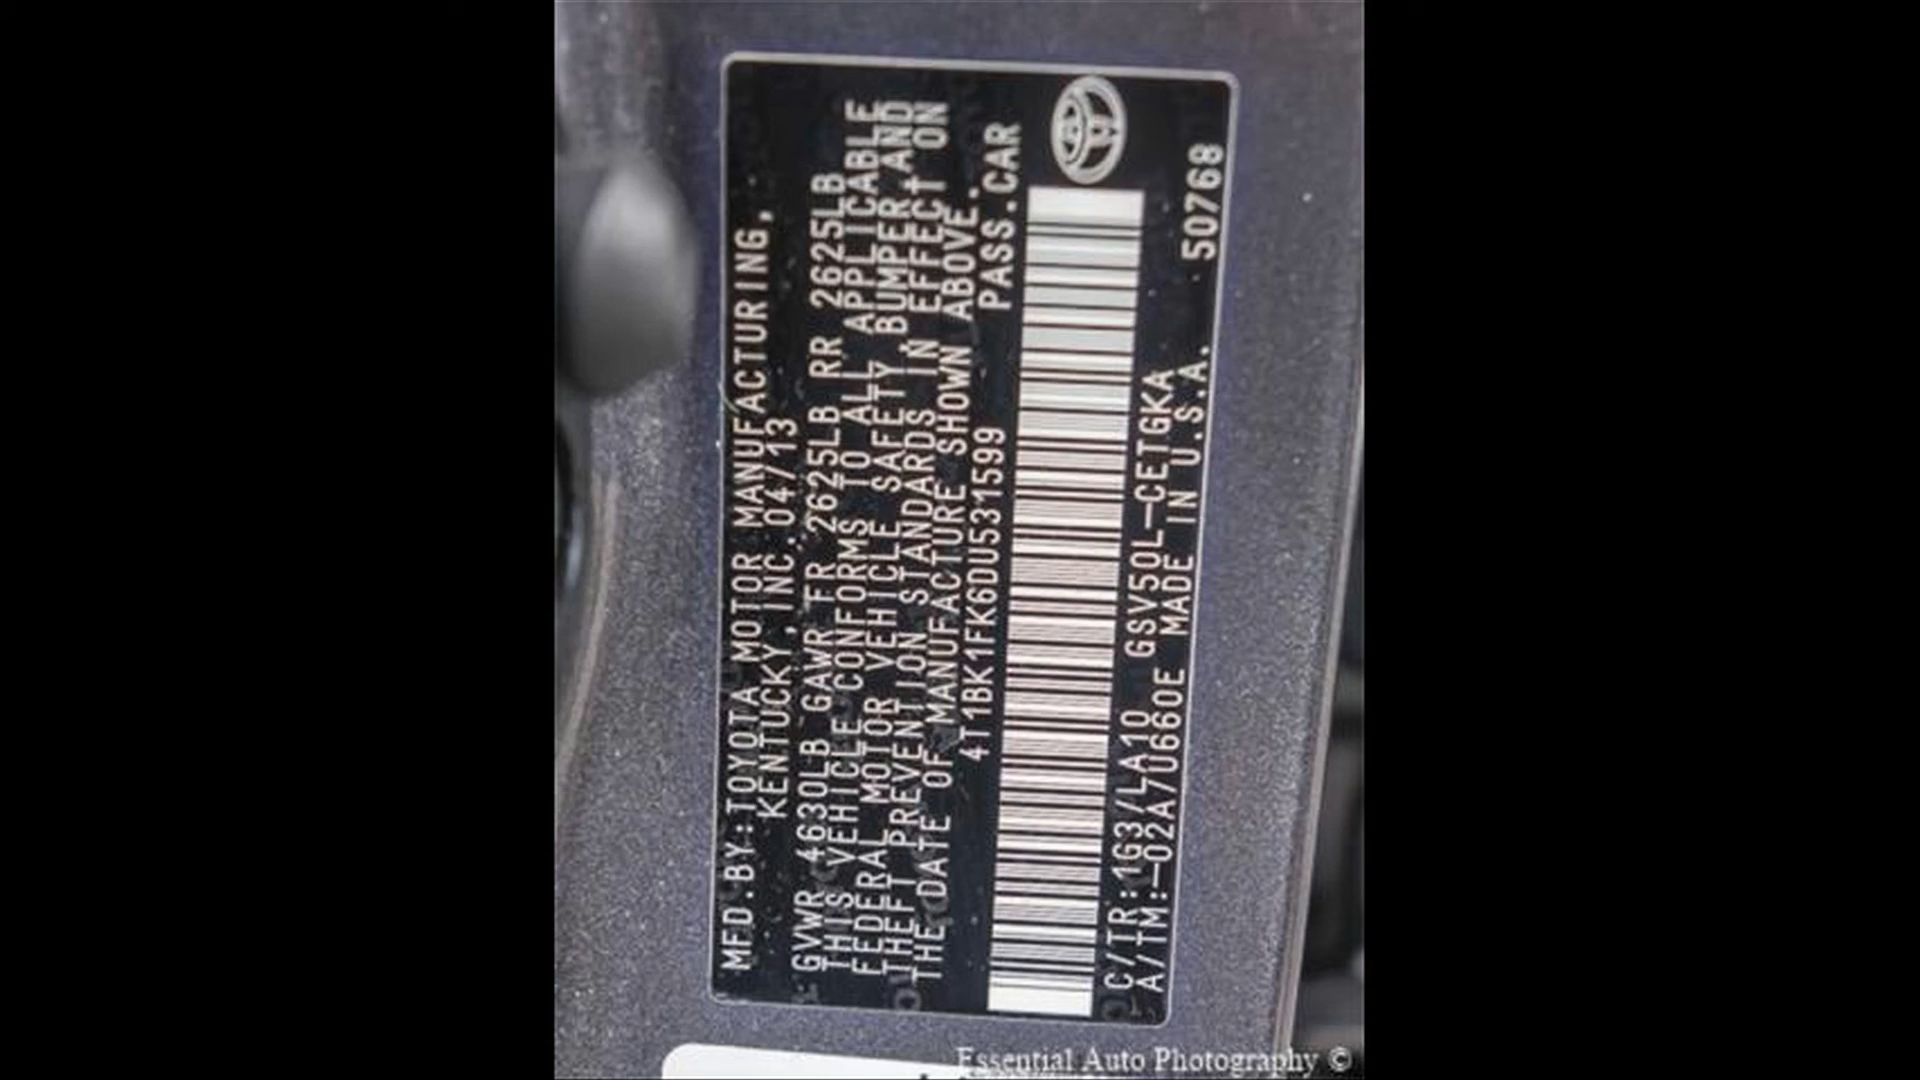 MFD.BY:TOYOTA MOTOR MANUFACTURING,
KENTUCKY,INC.04/13
GVWR 4630LB GAWR FR 2625LB RR 2625LB
THIS VEHICLE CONFORMS TO ALL APPLICABLE
FEDERAL MOTOR VEHICLE SAFETY,BUMPER,AND
THEFT PREVENTION STANDARDS IN EFFECT ON
THE DATE OF MANUFACTURE SHOWN ABOVE.
4T1BK1FK6DU531599 PASS.CAR
C/TR:1G3/LA10 GSV50L-CETGKA
A/TM:-02A/U660E MADE IN U.S.A.
50768
Essential Auto Photography ©